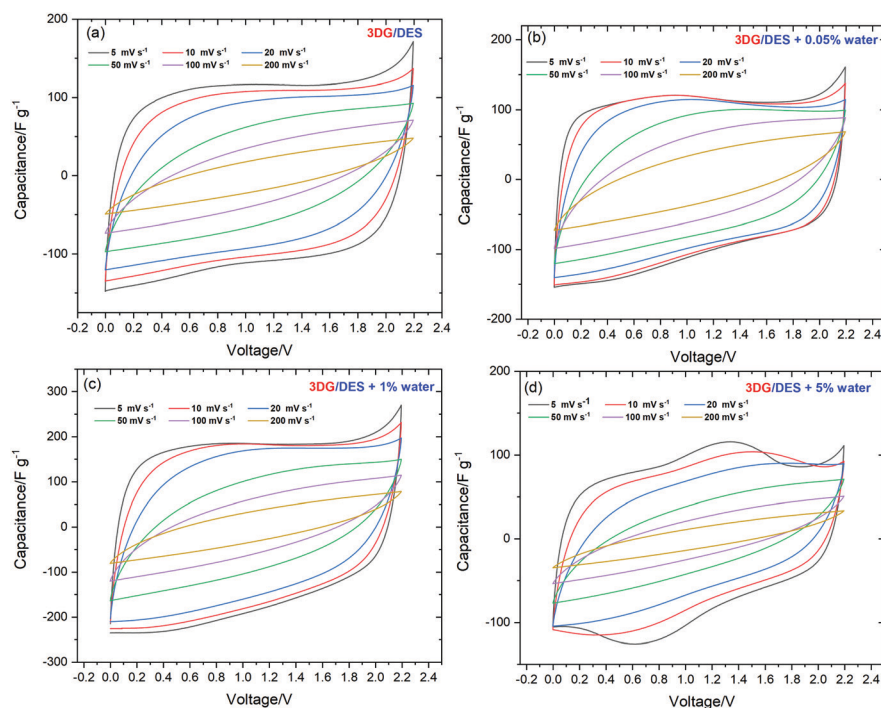 (a)
3DG/DES
5 mV s⁻¹ 10 mV s⁻¹ 20 mV s⁻¹
50 mV s⁻¹ 100 mV s⁻¹ 200 mV s⁻¹
Capacitance/F g⁻¹
200
100
0
-100
-0.2 0.0 0.2 0.4 0.6 0.8 1.0 1.2 1.4 1.6 1.8 2.0 2.2 2.4
Voltage/V
(b)
3DG/DES + 0.05% water
5 mV s⁻¹ 10 mV s⁻¹ 20 mV s⁻¹
50 mV s⁻¹ 100 mV s⁻¹ 200 mV s⁻¹
Capacitance/F g⁻¹
200
100
0
-100
-200
-0.2 0.0 0.2 0.4 0.6 0.8 1.0 1.2 1.4 1.6 1.8 2.0 2.2 2.4
Voltage/V
(c)
3DG/DES + 1% water
5 mV s⁻¹ 10 mV s⁻¹ 20 mV s⁻¹
50 mV s⁻¹ 100 mV s⁻¹ 200 mV s⁻¹
Capacitance/F g⁻¹
300
200
100
0
-100
-200
-300
-0.2 0.0 0.2 0.4 0.6 0.8 1.0 1.2 1.4 1.6 1.8 2.0 2.2 2.4
Voltage/V
(d)
3DG/DES + 5% water
5 mV s⁻¹ 10 mV s⁻¹ 20 mV s⁻¹
50 mV s⁻¹ 100 mV s⁻¹ 200 mV s⁻¹
Capacitance/F g⁻¹
200
100
0
-100
-0.2 0.0 0.2 0.4 0.6 0.8 1.0 1.2 1.4 1.6 1.8 2.0 2.2 2.4
Voltage/V